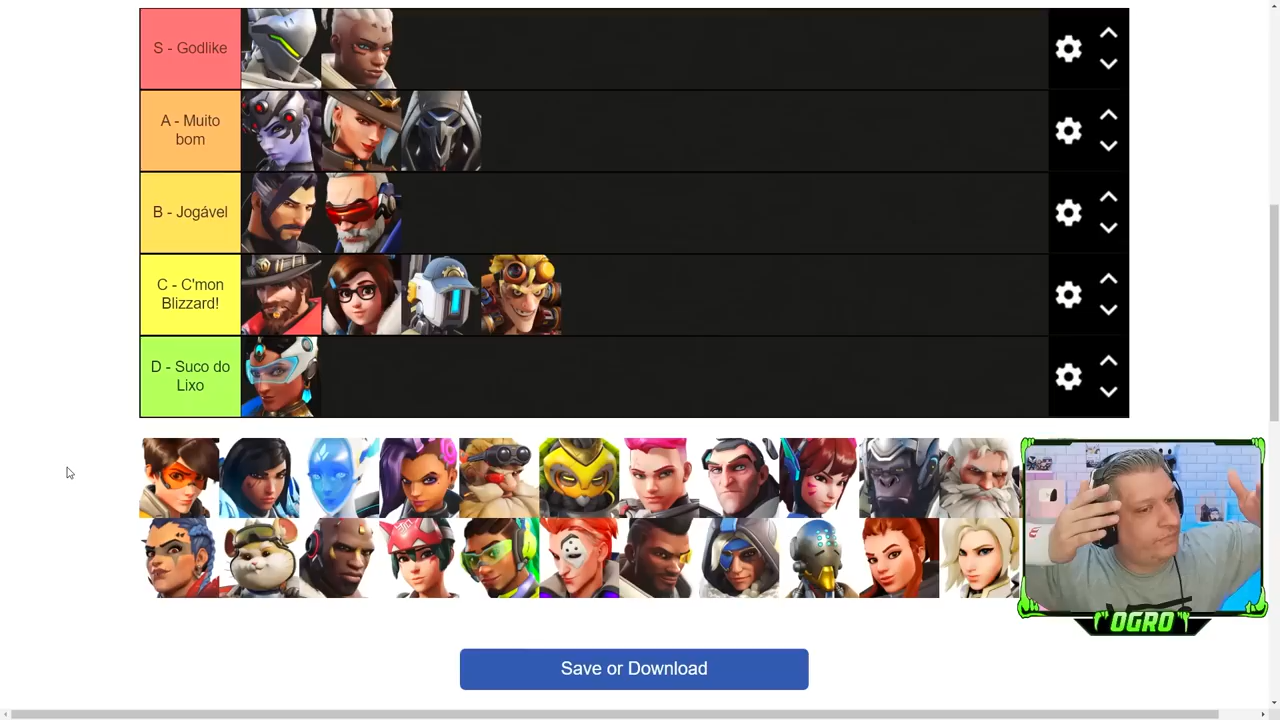 S - Godlike
A - Muito
bom
B - Jogável
C - C'mon
Blizzard!
D - Suco do
Lixo
OGRO
Save or Download